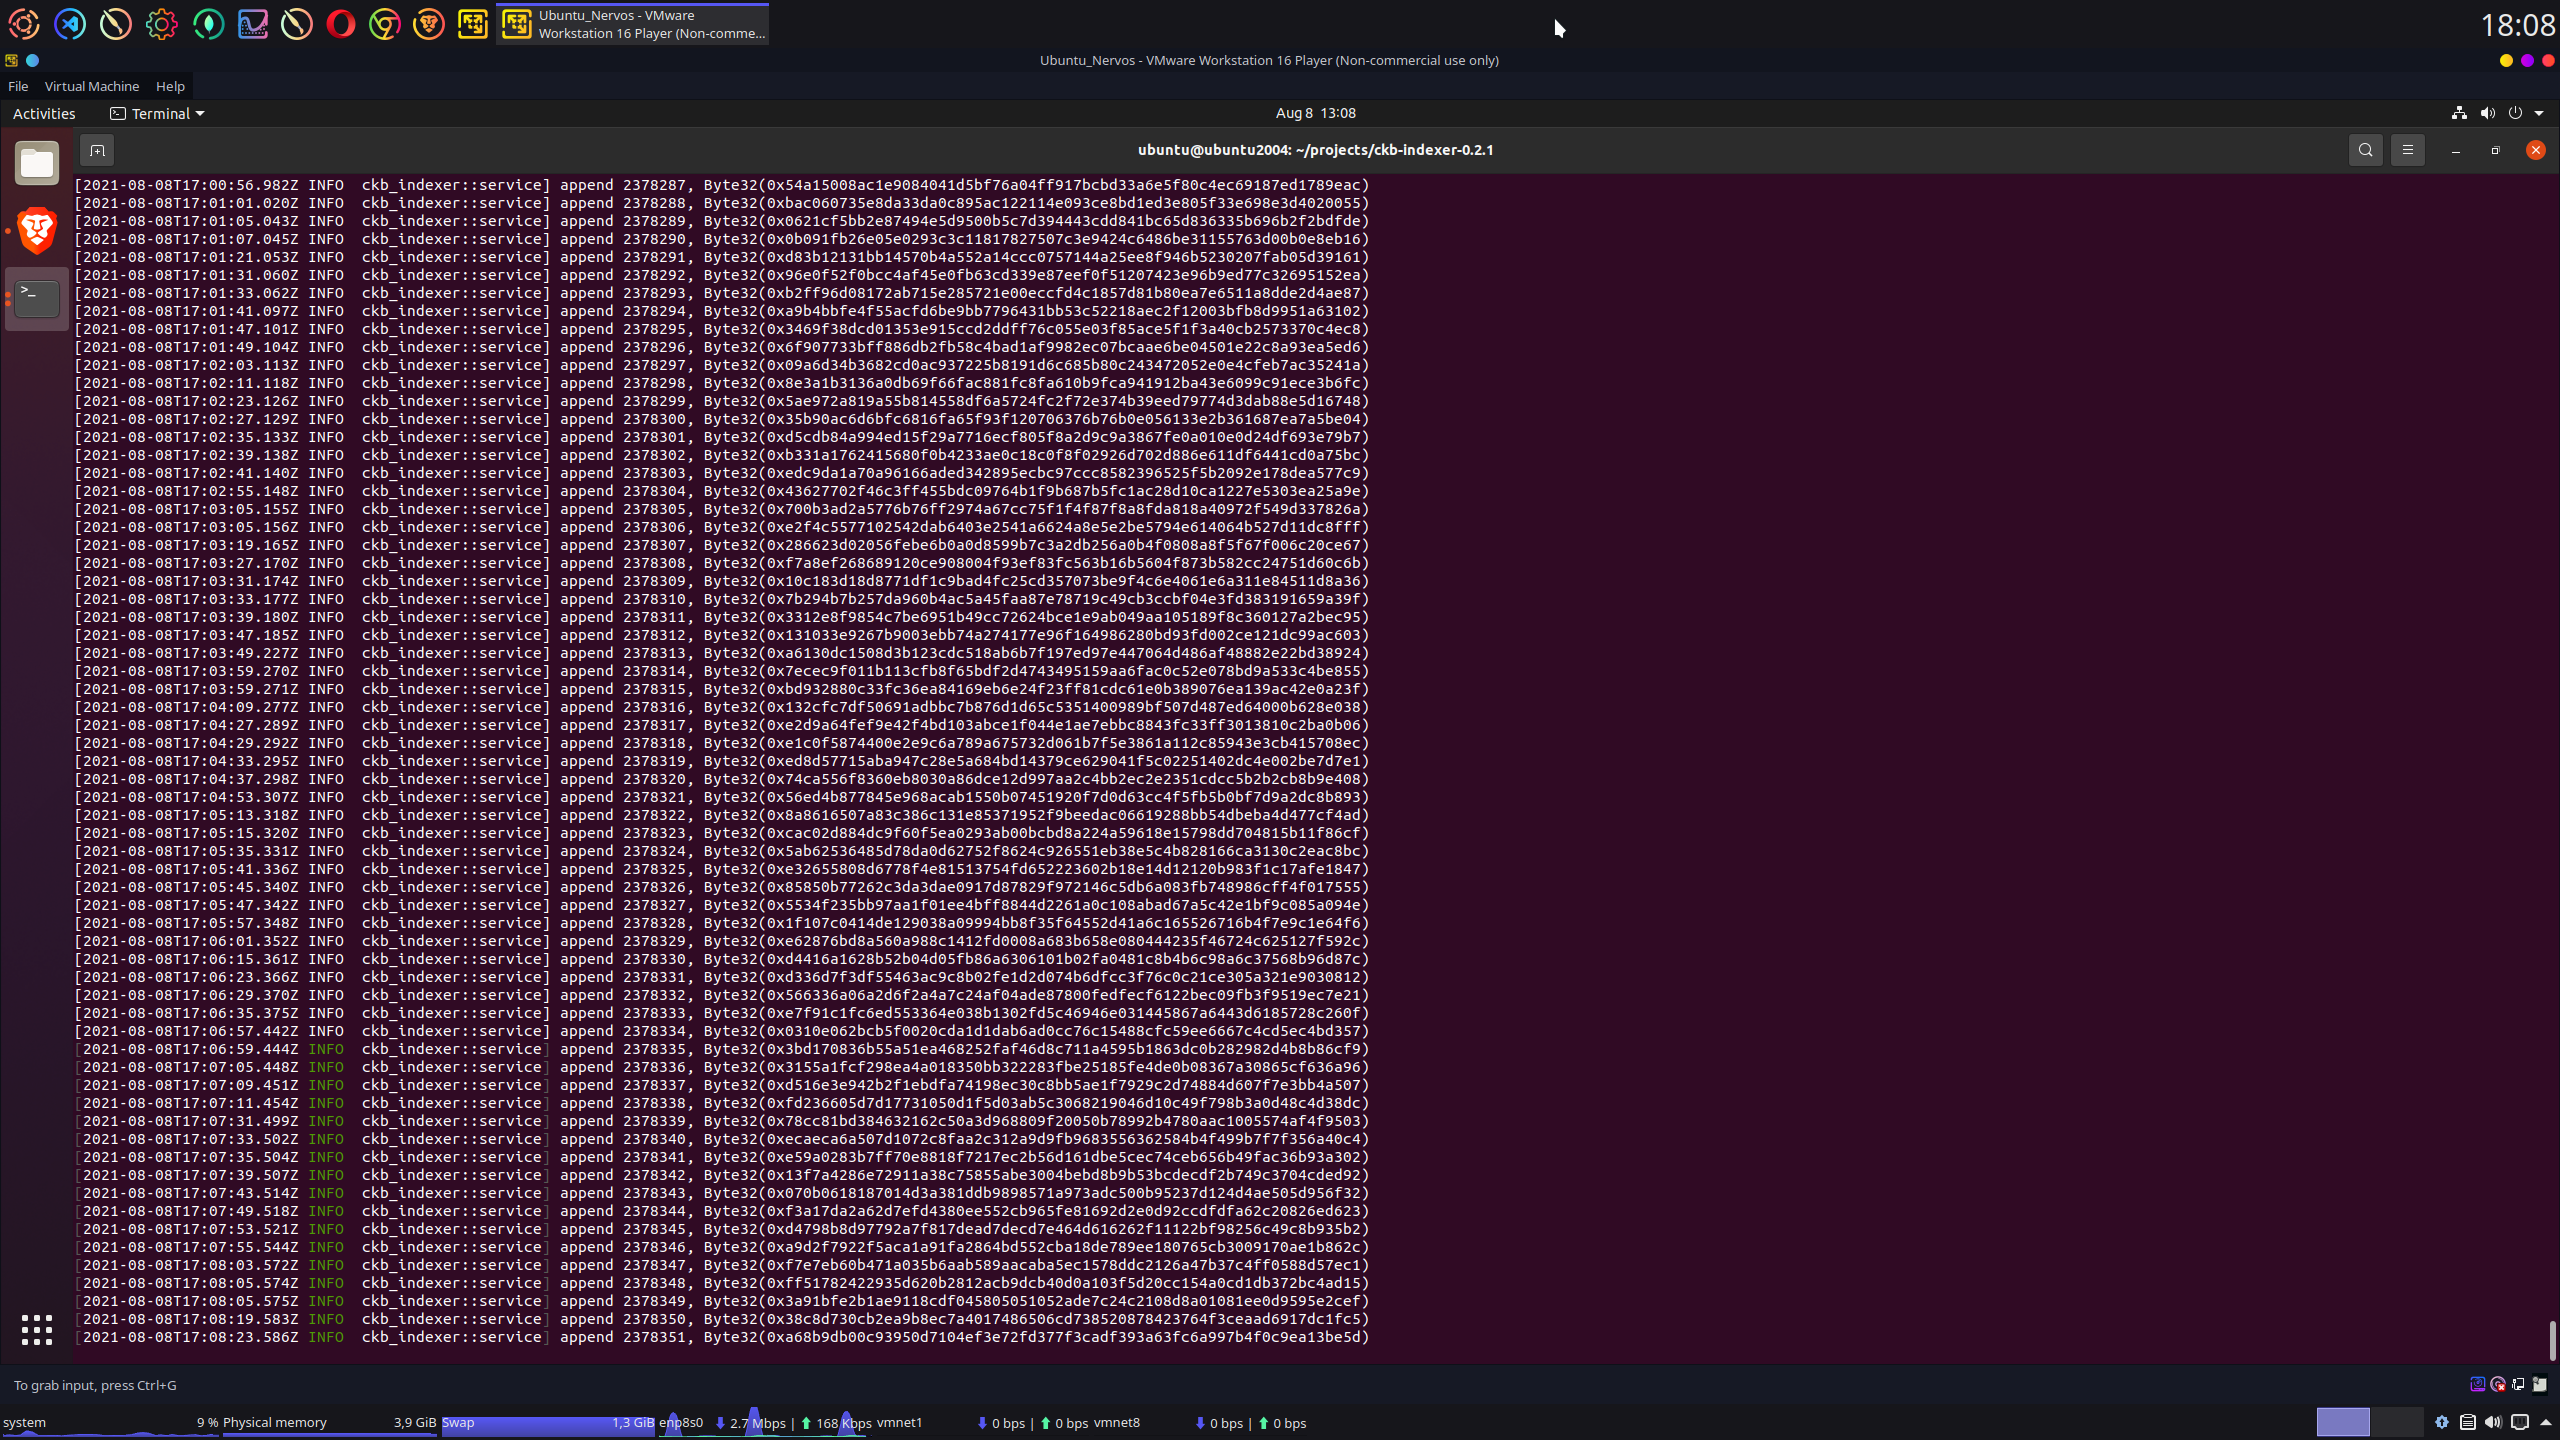 Ubuntu_Nervos - VMware
Workstation 16 Player (Non-comme...
18:08
Ubuntu_Nervos - VMware Workstation 16 Player (Non-commercial use only)
File Virtual Machine Help
Activities Terminal Aug 8 13:08
ubuntu@ubuntu2004: ~/projects/ckb-indexer-0.2.1
[2021-08-08T17:00:56.982Z INFO ckb_indexer::service] append 2378287, Byte32(0x54a15008ac1e9084041d5bf76a04ff917bcbd33a6e5f80c4ec69187ed1789eac)
[2021-08-08T17:01:01.020Z INFO ckb_indexer::service] append 2378288, Byte32(0xbac060735e8da33da0c895ac122114e093ce8bd1ed3e805f33e698e3d4020055)
[2021-08-08T17:01:05.043Z INFO ckb_indexer::service] append 2378289, Byte32(0x0621cf5bb2e87494e5d9500b5c7d394443cdd841bc65d836335b696b2f2bdfde)
[2021-08-08T17:01:07.045Z INFO ckb_indexer::service] append 2378290, Byte32(0x0b091fb26e05e0293c3c11817827507c3e9424c6486be31155763d00b0e8eb16)
[2021-08-08T17:01:21.053Z INFO ckb_indexer::service] append 2378291, Byte32(0xd83b12131bb14570b4a552a14ccc0757144a25ee8f946b5230207fab05d39161)
[2021-08-08T17:01:31.060Z INFO ckb_indexer::service] append 2378292, Byte32(0x96e0f52f0bcc4af45e0fb63cd339e87eef0f51207423e96b9ed77c32695152ea)
[2021-08-08T17:01:33.062Z INFO ckb_indexer::service] append 2378293, Byte32(0xb2ff96d08172ab715e285721e00eccfd4c1857d81b80ea7e6511a8dde2d4ae87)
[2021-08-08T17:01:41.097Z INFO ckb_indexer::service] append 2378294, Byte32(0xa9b4bbfe4f55acfd6be9bb7796431bb53c52218aec2f12003bfb8d9951a63102)
[2021-08-08T17:01:47.101Z INFO ckb_indexer::service] append 2378295, Byte32(0x3469f38dcd01353e915ccd2ddff76c055e03f85ace5f1f3a40cb2573370c4ec8)
[2021-08-08T17:01:49.104Z INFO ckb_indexer::service] append 2378296, Byte32(0x6f907733bff886db2fb58c4bad1af9982ec07bcaae6be04501e22c8a93ea5ed6)
[2021-08-08T17:02:03.113Z INFO ckb_indexer::service] append 2378297, Byte32(0x09a6d34b3682cd0ac937225b8191d6c685b80c243472052e0e4cfeb7ac35241a)
[2021-08-08T17:02:11.118Z INFO ckb_indexer::service] append 2378298, Byte32(0x8e3a1b3136a0db69f66fac881fc8fa610b9fca941912ba43e6099c91ece3b6fc)
[2021-08-08T17:02:23.126Z INFO ckb_indexer::service] append 2378299, Byte32(0x5ae972a819a55b814558df6a5724fc2f72e374b39eed79774d3dab88e5d16748)
[2021-08-08T17:02:27.129Z INFO ckb_indexer::service] append 2378300, Byte32(0x35b90ac6d6bfc6816fa65f93f120706376b76b0e056133e2b361687ea7a5be04)
[2021-08-08T17:02:35.133Z INFO ckb_indexer::service] append 2378301, Byte32(0xd5cdb84a994ed15f29a7716ecf805f8a2d9c9a3867fe0a010e0d24df693e79b7)
[2021-08-08T17:02:39.138Z INFO ckb_indexer::service] append 2378302, Byte32(0xb331a1762415680f0b4233ae0c18c0f8f02926d702d886e611df6441cd0a75bc)
[2021-08-08T17:02:41.140Z INFO ckb_indexer::service] append 2378303, Byte32(0xedc9da1a70a96166aded342895ecbc97ccc8582396525f5b2092e178dea577c9)
[2021-08-08T17:02:55.148Z INFO ckb_indexer::service] append 2378304, Byte32(0x43627702f46c3ff455bdc09764b1f9b687b5fc1ac28d10ca1227e5303ea25a9e)
[2021-08-08T17:03:05.155Z INFO ckb_indexer::service] append 2378305, Byte32(0x700b3ad2a5776b76ff2974a67cc75f1f4f87f8a8fda818a40972f549d337826a)
[2021-08-08T17:03:05.156Z INFO ckb_indexer::service] append 2378306, Byte32(0xe2f4c5577102542dab6403e2541a6624a8e5e2be5794e614064b527d11dc8fff)
[2021-08-08T17:03:19.165Z INFO ckb_indexer::service] append 2378307, Byte32(0x286623d02056febe6b0a0d8599b7c3a2db256a0b4f0808a8f5f67f006c20ce67)
[2021-08-08T17:03:27.170Z INFO ckb_indexer::service] append 2378308, Byte32(0xf7a8ef268689120ce908004f93ef83fc563b16b5604f873b582cc24751d60c6b)
[2021-08-08T17:03:31.174Z INFO ckb_indexer::service] append 2378309, Byte32(0x10c183d18d8771df1c9bad4fc25cd357073be9f4c6e4061e6a311e84511d8a36)
[2021-08-08T17:03:33.177Z INFO ckb_indexer::service] append 2378310, Byte32(0x7b294b7b257da960b4ac5a45faa87e78719c49cb3ccbf04e3fd383191659a39f)
[2021-08-08T17:03:39.180Z INFO ckb_indexer::service] append 2378311, Byte32(0x3312e8f9854c7be6951b49cc72624bce1e9ab049aa105189f8c360127a2bec95)
[2021-08-08T17:03:47.185Z INFO ckb_indexer::service] append 2378312, Byte32(0x131033e9267b9003ebb74a274177e96f164986280bd93fd002ce121dc99ac603)
[2021-08-08T17:03:49.227Z INFO ckb_indexer::service] append 2378313, Byte32(0xa6130dc1508d3b123cdc518ab6b7f197ed97e447064d486af48882e22bd38924)
[2021-08-08T17:03:59.270Z INFO ckb_indexer::service] append 2378314, Byte32(0x7ecec9f011b113cfb8f65bdf2d4743495159aa6fac0c52e078bd9a533c4be855)
[2021-08-08T17:03:59.271Z INFO ckb_indexer::service] append 2378315, Byte32(0xbd932880c33fc36ea84169eb6e24f23ff81cdc61e0b389076ea139ac42e0a23f)
[2021-08-08T17:04:09.277Z INFO ckb_indexer::service] append 2378316, Byte32(0x132cfc7df50691adbbc7b876d1d65c5351400989bf507d487ed64000b628e038)
[2021-08-08T17:04:27.289Z INFO ckb_indexer::service] append 2378317, Byte32(0xe2d9a64fef9e42f4bd103abce1f044e1ae7ebbc8843fc33ff3013810c2ba0b06)
[2021-08-08T17:04:29.292Z INFO ckb_indexer::service] append 2378318, Byte32(0xe1c0f5874400e2e9c6a789a675732d061b7f5e3861a112c85943e3cb415708ec)
[2021-08-08T17:04:33.295Z INFO ckb_indexer::service] append 2378319, Byte32(0xed8d57715aba947c28e5a684bd14379ce629041f5c02251402dc4e002be7d7e1)
[2021-08-08T17:04:37.298Z INFO ckb_indexer::service] append 2378320, Byte32(0x74ca556f8360eb8030a86dce12d997aa2c4bb2ec2e2351cdcc5b2b2cb8b9e408)
[2021-08-08T17:04:53.307Z INFO ckb_indexer::service] append 2378321, Byte32(0x56ed4b877845e968acab1550b07451920f7d0d63cc4f5fb5b0bf7d9a2dc8b893)
[2021-08-08T17:05:13.318Z INFO ckb_indexer::service] append 2378322, Byte32(0x8a8616507a83c386c131e85371952f9beedac06619288bb54dbeba4d477cf4ad)
[2021-08-08T17:05:15.320Z INFO ckb_indexer::service] append 2378323, Byte32(0xcac02d884dc9f60f5ea0293ab00bcbd8a224a59618e15798dd704815b11f86cf)
[2021-08-08T17:05:35.331Z INFO ckb_indexer::service] append 2378324, Byte32(0x5ab62536485d78da0d62752f8624c926551eb38e5c4b828166ca3130c2eac8bc)
[2021-08-08T17:05:41.336Z INFO ckb_indexer::service] append 2378325, Byte32(0xe32655808d6778f4e81513754fd652223602b18e14d12120b983f1c17afe1847)
[2021-08-08T17:05:45.340Z INFO ckb_indexer::service] append 2378326, Byte32(0x85850b77262c3da3dae0917d87829f972146c5db6a083fb748986cff4f017555)
[2021-08-08T17:05:47.342Z INFO ckb_indexer::service] append 2378327, Byte32(0x5534f235bb97aa1f01ee4bff8844d2261a0c108abad67a5c42e1bf9c085a094e)
[2021-08-08T17:05:57.348Z INFO ckb_indexer::service] append 2378328, Byte32(0x1f107c0414de129038a09994bb8f35f64552d41a6c165526716b4f7e9c1e64f6)
[2021-08-08T17:06:01.352Z INFO ckb_indexer::service] append 2378329, Byte32(0xe62876bd8a560a988c1412fd0008a683b658e080444235f46724c625127f592c)
[2021-08-08T17:06:15.361Z INFO ckb_indexer::service] append 2378330, Byte32(0xd4416a1628b52b04d05fb86a6306101b02fa0481c8b4b6c98a6c37568b96d87c)
[2021-08-08T17:06:23.366Z INFO ckb_indexer::service] append 2378331, Byte32(0xd336d7f3df55463ac9c8b02fe1d2d074b6dfcc3f76c0c21ce305a321e9030812)
[2021-08-08T17:06:29.370Z INFO ckb_indexer::service] append 2378332, Byte32(0x566336a06a2d6f2a4a7c24af04ade87800fedfecf6122bec09fb3f9519ec7e21)
[2021-08-08T17:06:35.375Z INFO ckb_indexer::service] append 2378333, Byte32(0xe7f91c1fc6ed553364e038b1302fd5c46946e031445867a6443d6185728c260f)
[2021-08-08T17:06:57.442Z INFO ckb_indexer::service] append 2378334, Byte32(0x0310e062bcb5f0020cda1d1dab6ad0cc76c15488cfc59ee6667c4cd5ec4bd357)
[2021-08-08T17:06:59.444Z INFO ckb_indexer::service] append 2378335, Byte32(0x3bd170836b55a51ea468252faf46d8c711a4595b1863dc0b282982d4b8b86cf9)
[2021-08-08T17:07:05.448Z INFO ckb_indexer::service] append 2378336, Byte32(0x3155a1fcf298ea4a018350bb322283fbe25185fe4de0b08367a30865cf636a96)
[2021-08-08T17:07:09.451Z INFO ckb_indexer::service] append 2378337, Byte32(0xd516e3e942b2f1ebdfa74198ec30c8bb5ae1f7929c2d74884d607f7e3bb4a507)
[2021-08-08T17:07:11.454Z INFO ckb_indexer::service] append 2378338, Byte32(0xfd236605d7d17731050d1f5d03ab5c3068219046d10c49f798b3a0d48c4d38dc)
[2021-08-08T17:07:31.499Z INFO ckb_indexer::service] append 2378339, Byte32(0x78cc81bd384632162c50a3d968809f20050b78992b4780aac1005574af4f9503)
[2021-08-08T17:07:33.502Z INFO ckb_indexer::service] append 2378340, Byte32(0xecaeca6a507d1072c8faa2c312a9d9fb9683556362584b4f499b7f7f356a40c4)
[2021-08-08T17:07:35.504Z INFO ckb_indexer::service] append 2378341, Byte32(0xe59a0283b7ff70e8818f7217ec2b56d161dbe5cec74ceb656b49fac36b93a302)
[2021-08-08T17:07:39.507Z INFO ckb_indexer::service] append 2378342, Byte32(0x13f7a4286e72911a38c75855abe3004bebd8b9b53bcdecdf2b749c3704cded92)
[2021-08-08T17:07:43.514Z INFO ckb_indexer::service] append 2378343, Byte32(0x070b0618187014d3a381ddb9898571a973adc500b95237d124d4ae505d956f32)
[2021-08-08T17:07:49.518Z INFO ckb_indexer::service] append 2378344, Byte32(0xf3a17da2a62d7efd4380ee552cb965fe81692d2e0d92ccdfdfa62c20826ed623)
[2021-08-08T17:07:53.521Z INFO ckb_indexer::service] append 2378345, Byte32(0xd4798b8d97792a7f817dead7decd7e464d616262f11122bf98256c49c8b935b2)
[2021-08-08T17:07:55.544Z INFO ckb_indexer::service] append 2378346, Byte32(0xa9d2f7922f5aca1a91fa2864bd552cba18de789ee180765cb3009170ae1b862c)
[2021-08-08T17:08:03.572Z INFO ckb_indexer::service] append 2378347, Byte32(0xf7e7eb60b471a035b6aab589aacaba5ec1578ddc2126a47b37c4ff0588d57ec1)
[2021-08-08T17:08:05.574Z INFO ckb_indexer::service] append 2378348, Byte32(0xff51782422935d620b2812acb9dcb40d0a103f5d20cc154a0cd1db372bc4ad15)
[2021-08-08T17:08:05.575Z INFO ckb_indexer::service] append 2378349, Byte32(0x3a91bfe2b1ae9118cdf045805051052ade7c24c2108d8a01081ee0d9595e2cef)
[2021-08-08T17:08:19.583Z INFO ckb_indexer::service] append 2378350, Byte32(0x38c8d730cb2ea9b8ec7a4017486506cd738520878423764f3ceaad6917dc1fc5)
[2021-08-08T17:08:23.586Z INFO ckb_indexer::service] append 2378351, Byte32(0xa68b9db00c93950d7104ef3e72fd377f3cadf393a63fc6a997b4f0c9ea13be5d)
To grab input, press Ctrl+G
system 9 % Physical memory 3,9 GiB Swap 1,3 GiB enp8s0 2.7 Mbps | 168 Kbps vmnet1 0 bps | 0 bps vmnet8 0 bps | 0 bps